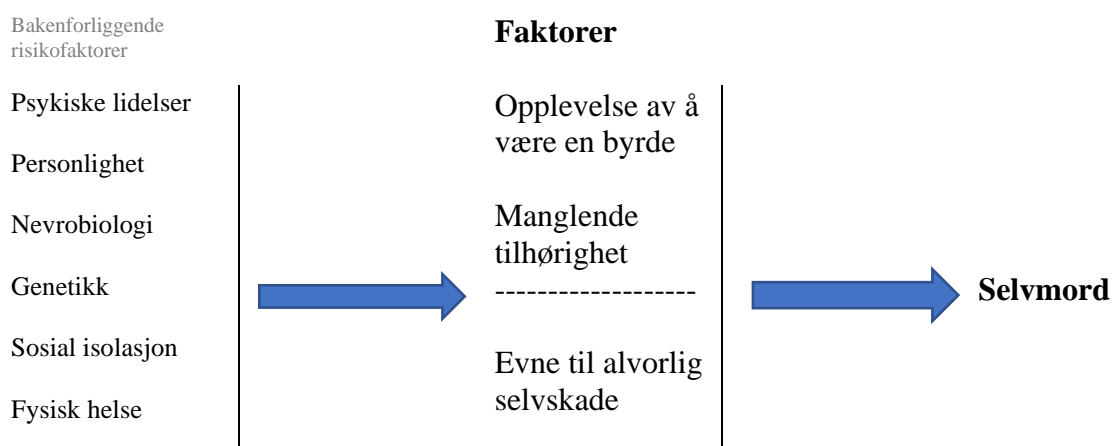 Bakenforliggende
risikofaktorer
Psykiske lidelser
Personlighet
Nevrobiologi
Genetikk
Sosial isolasjon
Fysisk helse
Faktorer
Opplevelse av å
være en byrde
Manglende
tilhørighet
-------------------
Evne til alvorlig
selvskade
Selvmord